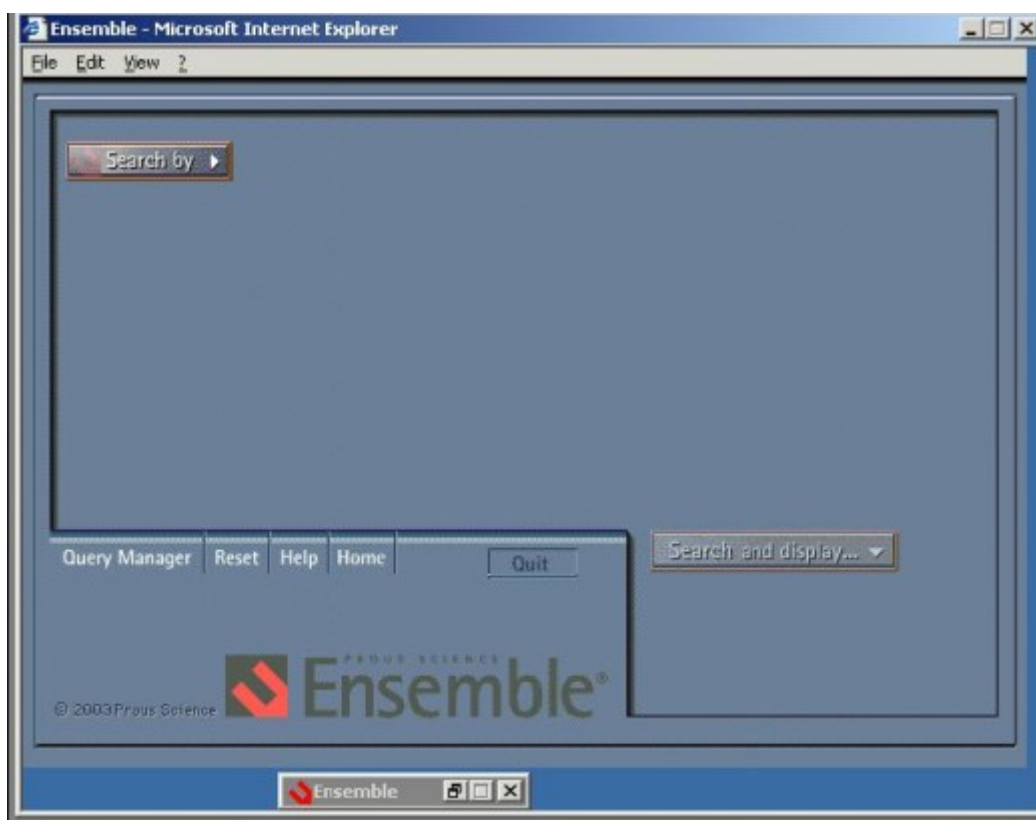 Ensemble - Microsoft Internet Explorer
File Edit View ?
Search by
Query Manager Reset Help Home Quit
Search and display...
PROUS SCIENCE
Ensemble®
© 2003 Prous Science
Ensemble